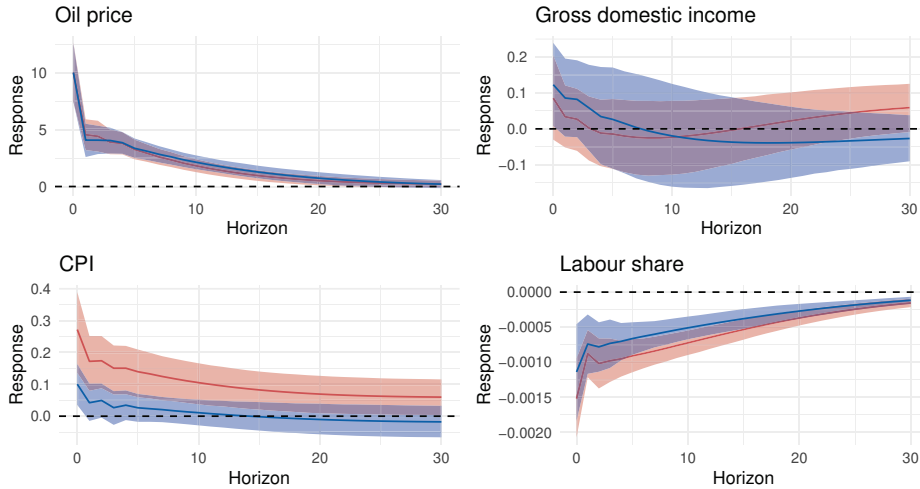 Oil price
Response
10
5
0
0
10
20
30
Horizon
Gross domestic income
Response
0.2
0.1
0.0
−0.1
0
10
20
30
Horizon
CPI
Response
0.4
0.3
0.2
0.1
0.0
0
10
20
30
Horizon
Labour share
Response
0.0000
−0.0005
−0.0010
−0.0015
−0.0020
0
10
20
30
Horizon